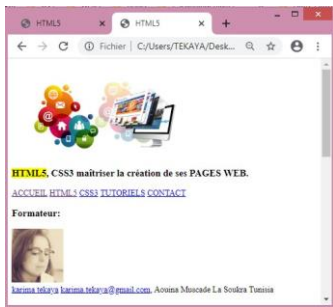 HTML5
HTML5
Fichier | C:/Users/TEKAYA/Desk...
HTML5, CSS3 maîtriser la création de ses PAGES WEB.
ACCUEIL HTML5 CSS3 TUTORIELS CONTACT
Formateur:
karima tekaya karima.tekaya@gmail.com, Aouina Muscade La Soukra Tunisia